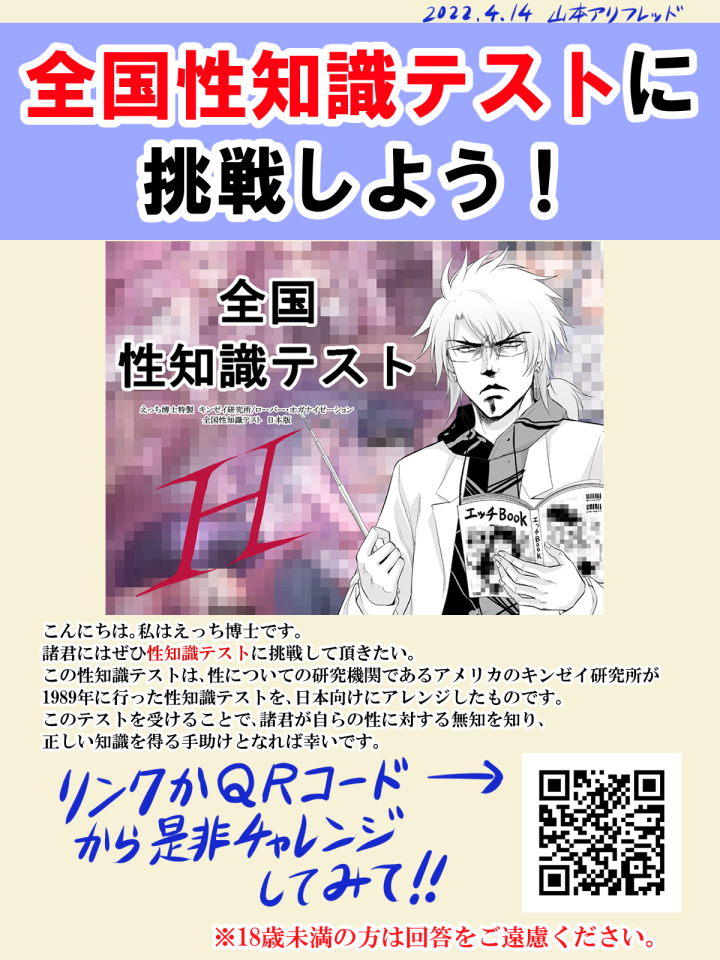 2022.4.14 山本アリフレッド
全国性知識テストに
挑戦しよう！
全国
性知識テスト
えっち博士特製 キンゼイ研究所/ローパー・オガナイゼーション
全国性知識テスト 日本版
H
エッチBOOK
エッチBOOK
こんにちは。私はえっち博士です。
諸君にはぜひ性知識テストに挑戦して頂きたい。
この性知識テストは、性についての研究機関であるアメリカのキンゼイ研究所が
1989年に行った性知識テストを、日本向けにアレンジしたものです。
このテストを受けることで、諸君が自らの性に対する無知を知り、
正しい知識を得る手助けとなれば幸いです。
リンクかQRコード→
から是非チャレンジ
してみて!!
※18歳未満の方は回答をご遠慮ください。